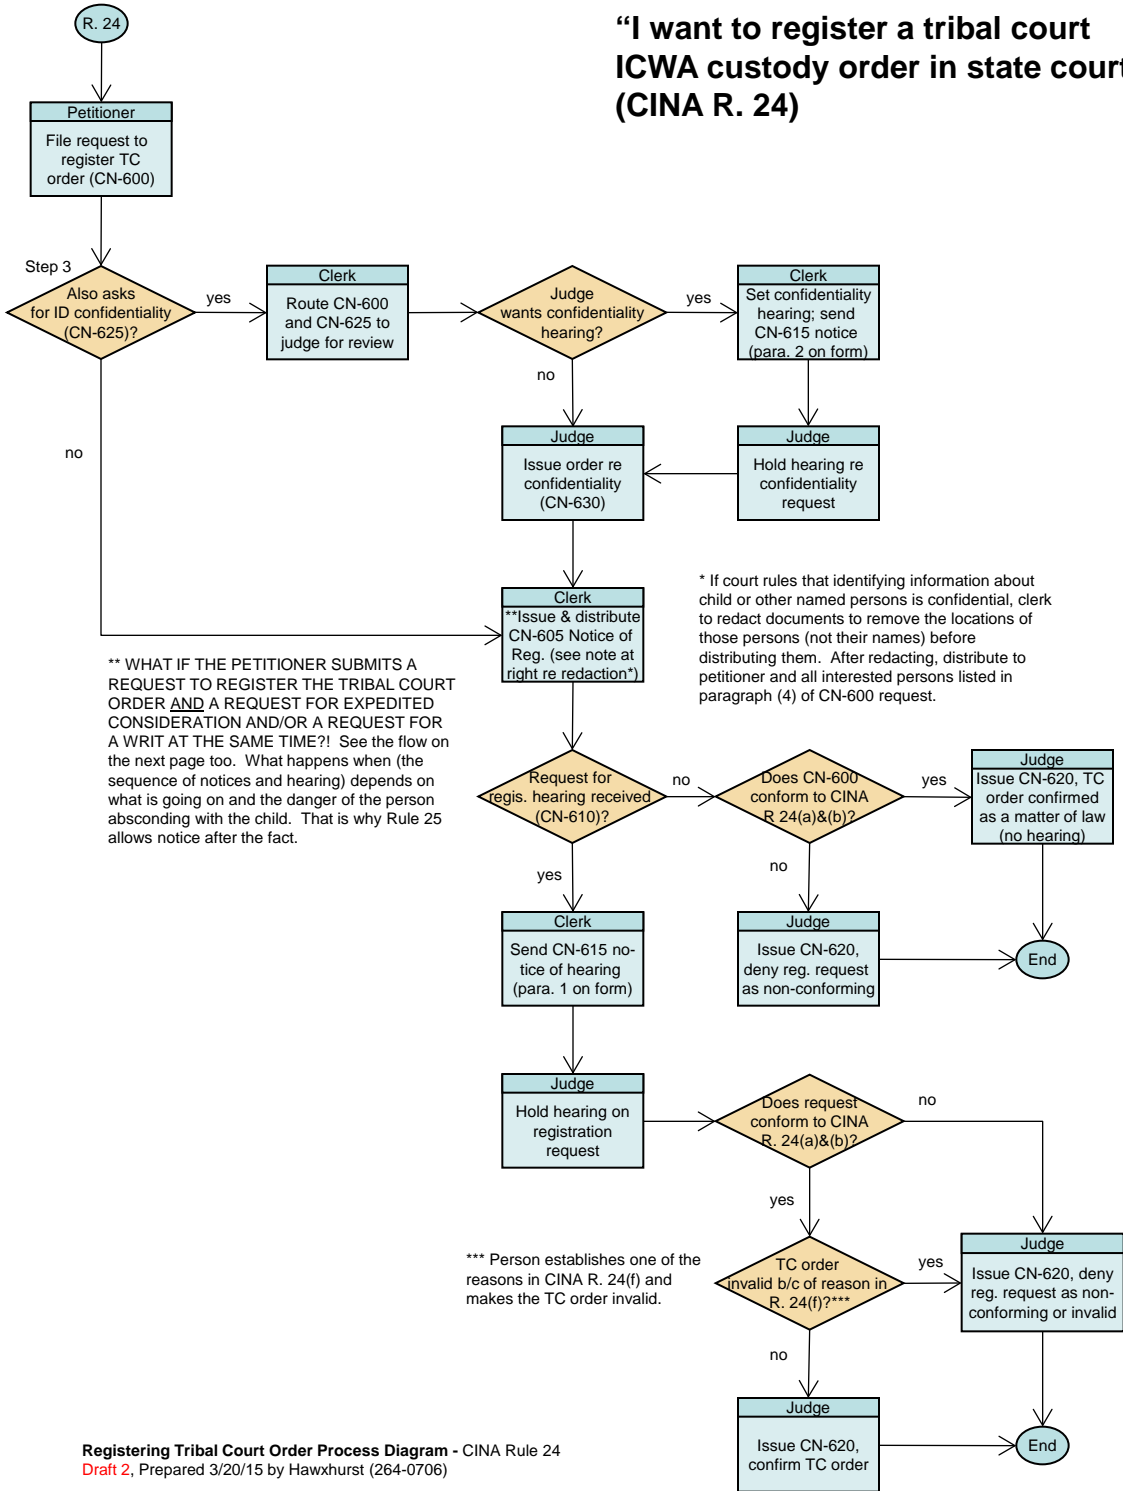 R. 24
“I want to register a tribal court
ICWA custody order in state court
(CINA R. 24)
Petitioner
File request to
register TC
order (CN-600)
Step 3
Also asks
for ID confidentiality
(CN-625)?
yes
no
Clerk
Route CN-600
and CN-625 to
judge for review
Judge
wants confidentiality
hearing?
yes
no
Clerk
Set confidentiality
hearing; send
CN-615 notice
(para. 2 on form)
Judge
Issue order re
confidentiality
(CN-630)
Judge
Hold hearing re
confidentiality
request
Clerk
**Issue & distribute
CN-605 Notice of
Reg. (see note at
right re redaction*)
* If court rules that identifying information about
child or other named persons is confidential, clerk
to redact documents to remove the locations of
those persons (not their names) before
distributing them. After redacting, distribute to
petitioner and all interested persons listed in
paragraph (4) of CN-600 request.
** WHAT IF THE PETITIONER SUBMITS A
REQUEST TO REGISTER THE TRIBAL COURT
ORDER AND A REQUEST FOR EXPEDITED
CONSIDERATION AND/OR A REQUEST FOR
A WRIT AT THE SAME TIME?! See the flow on
the next page too. What happens when (the
sequence of notices and hearing) depends on
what is going on and the danger of the person
absconding with the child. That is why Rule 25
allows notice after the fact.
Request for
regis. hearing received
(CN-610)?
no
yes
Does CN-600
conform to CINA
R 24(a)&(b)?
yes
no
Judge
Issue CN-620, TC
order confirmed
as a matter of law
(no hearing)
Clerk
Send CN-615 no-
tice of hearing
(para. 1 on form)
Judge
Issue CN-620,
deny reg. request
as non-conforming
End
Judge
Hold hearing on
registration
request
Does request
conform to CINA
R. 24(a)&(b)?
no
yes
*** Person establishes one of the
reasons in CINA R. 24(f) and
makes the TC order invalid.
TC order
invalid b/c of reason in
R. 24(f)?***
yes
no
Judge
Issue CN-620, deny
reg. request as non-
conforming or invalid
Judge
Issue CN-620,
confirm TC order
End
Registering Tribal Court Order Process Diagram - CINA Rule 24
Draft 2, Prepared 3/20/15 by Hawxhurst (264-0706)